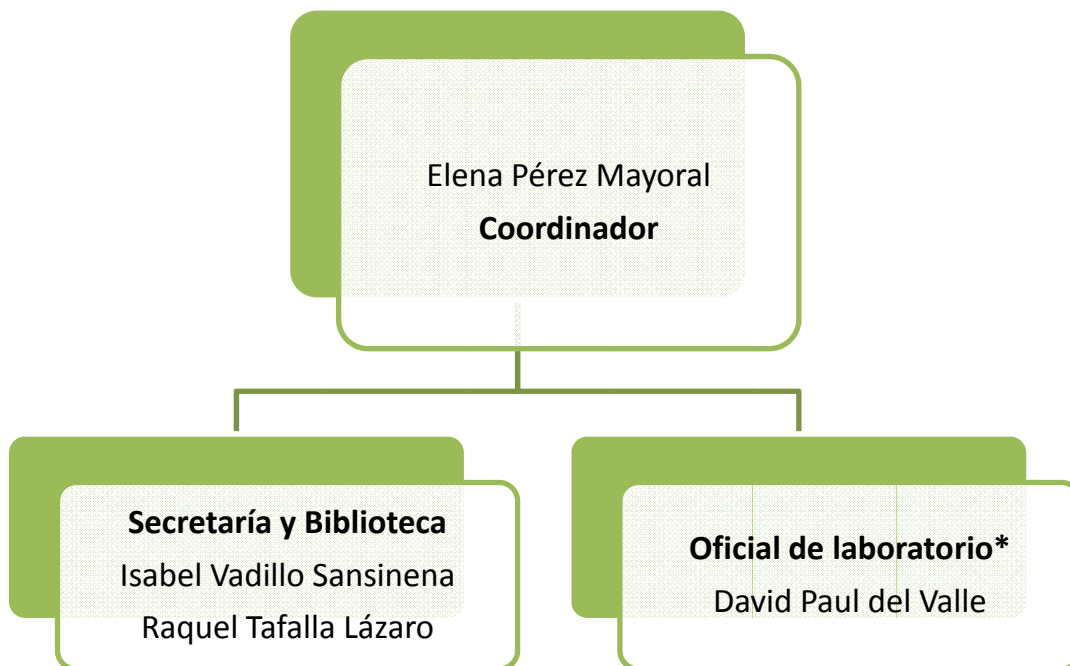 Elena Pérez Mayoral
Coordinador
Secretaría y Biblioteca
Isabel Vadillo Sansinena
Raquel Tafalla Lázaro
Oficial de laboratorio*
David Paul del Valle